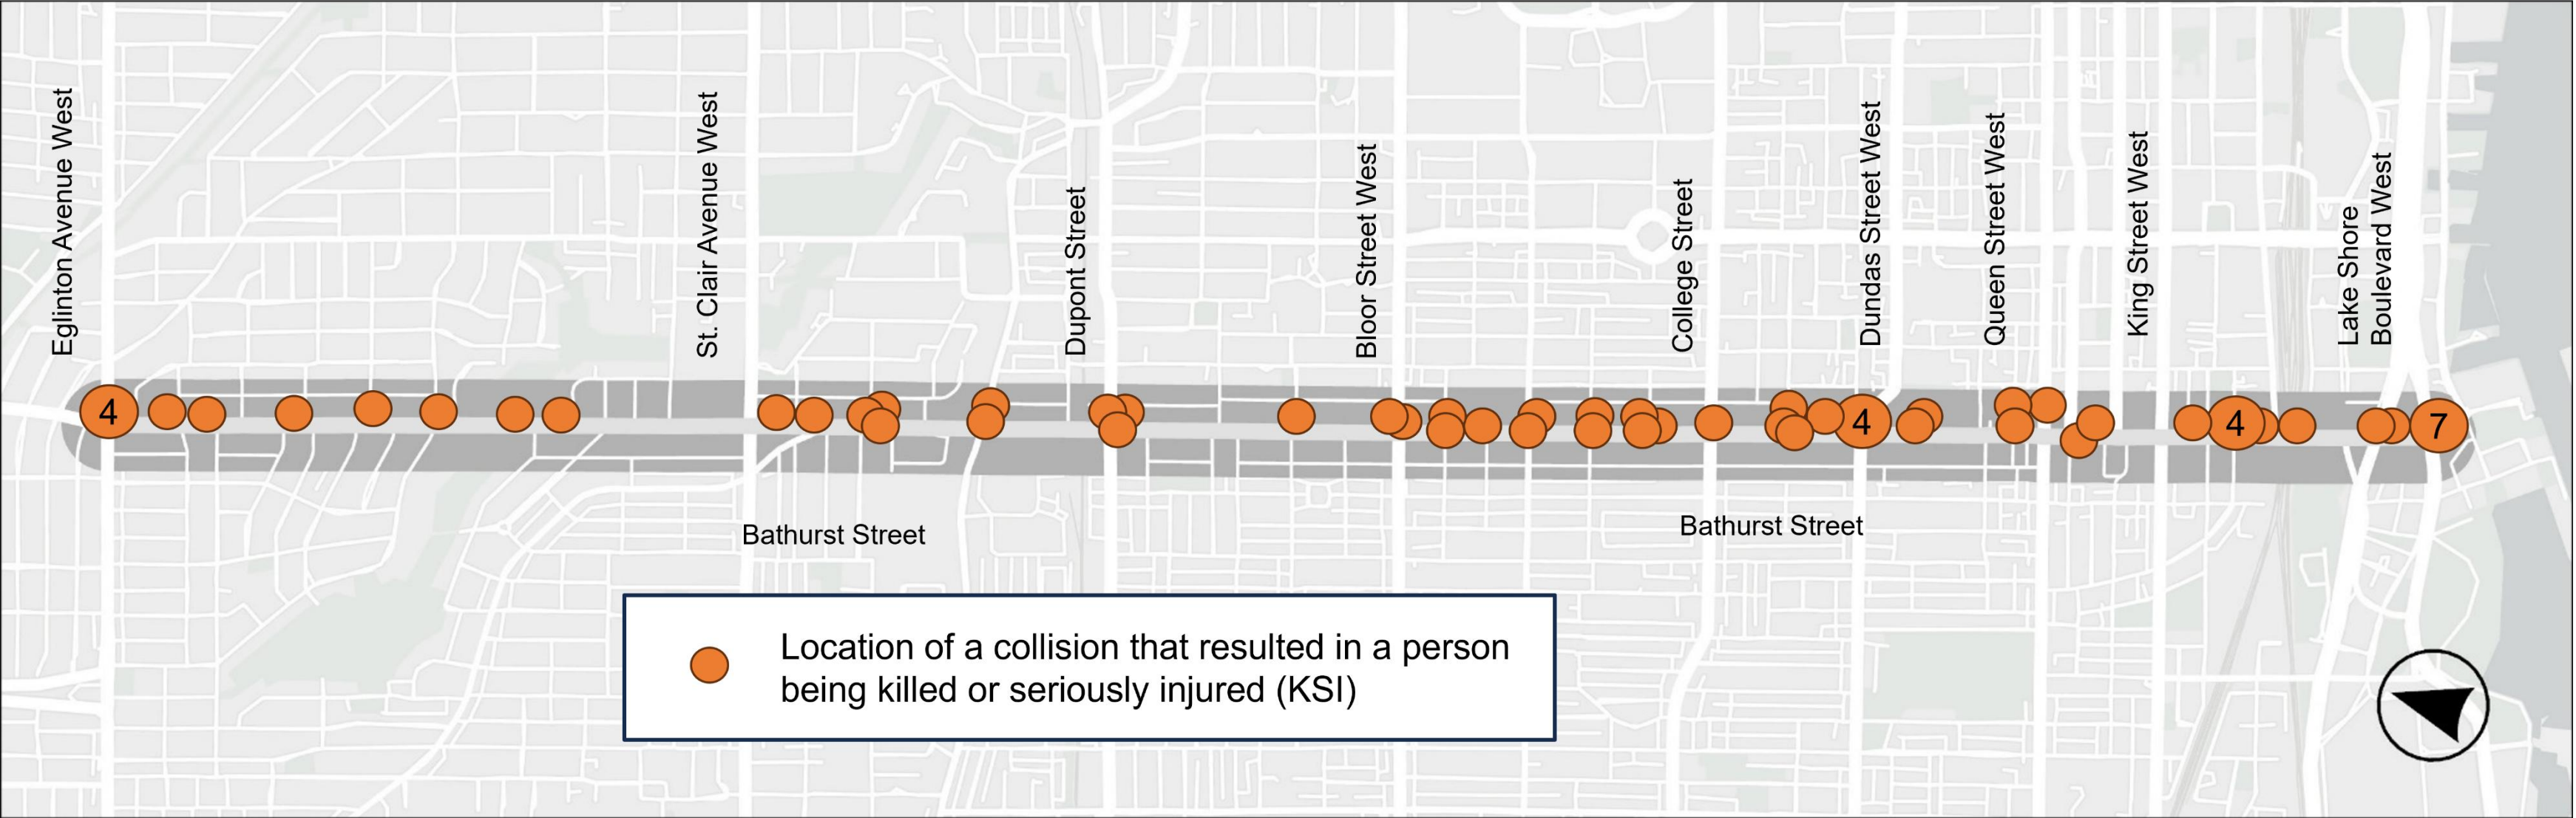 Eglinton Avenue West
St. Clair Avenue West
Dupont Street
Bloor Street West
College Street
Dundas Street West
Queen Street West
King Street West
Lake Shore
Boulevard West
4
4
4
7
Bathurst Street
Bathurst Street
Location of a collision that resulted in a person
being killed or seriously injured (KSI)